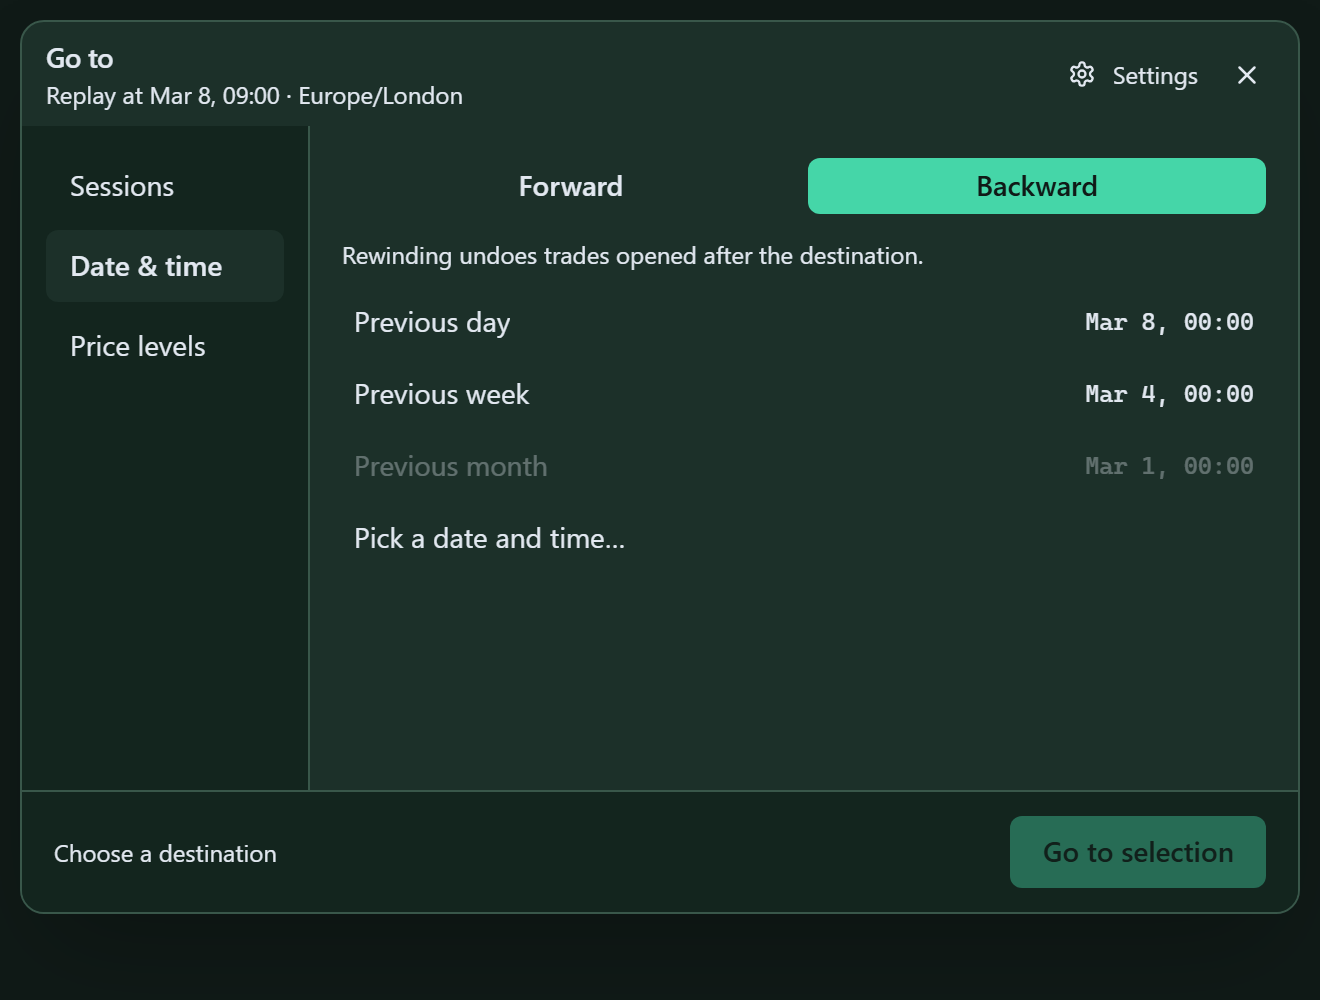 Go to
Replay at Mar 8, 09:00 · Europe/London
Settings
Sessions
Date & time
Price levels
Forward
Backward
Rewinding undoes trades opened after the destination.
Previous day
Mar 8, 00:00
Previous week
Mar 4, 00:00
Previous month
Mar 1, 00:00
Pick a date and time...
Choose a destination
Go to selection